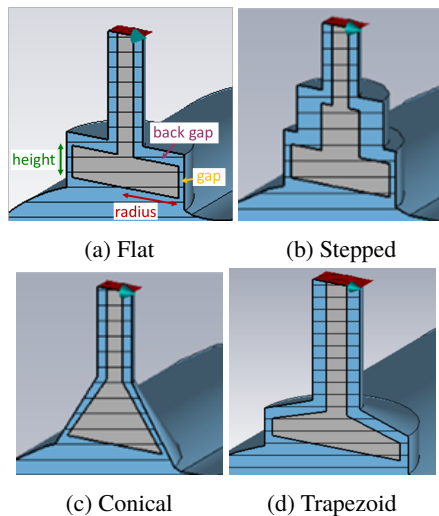 back gap
height
gap
radius
(a) Flat
(b) Stepped
(c) Conical
(d) Trapezoid